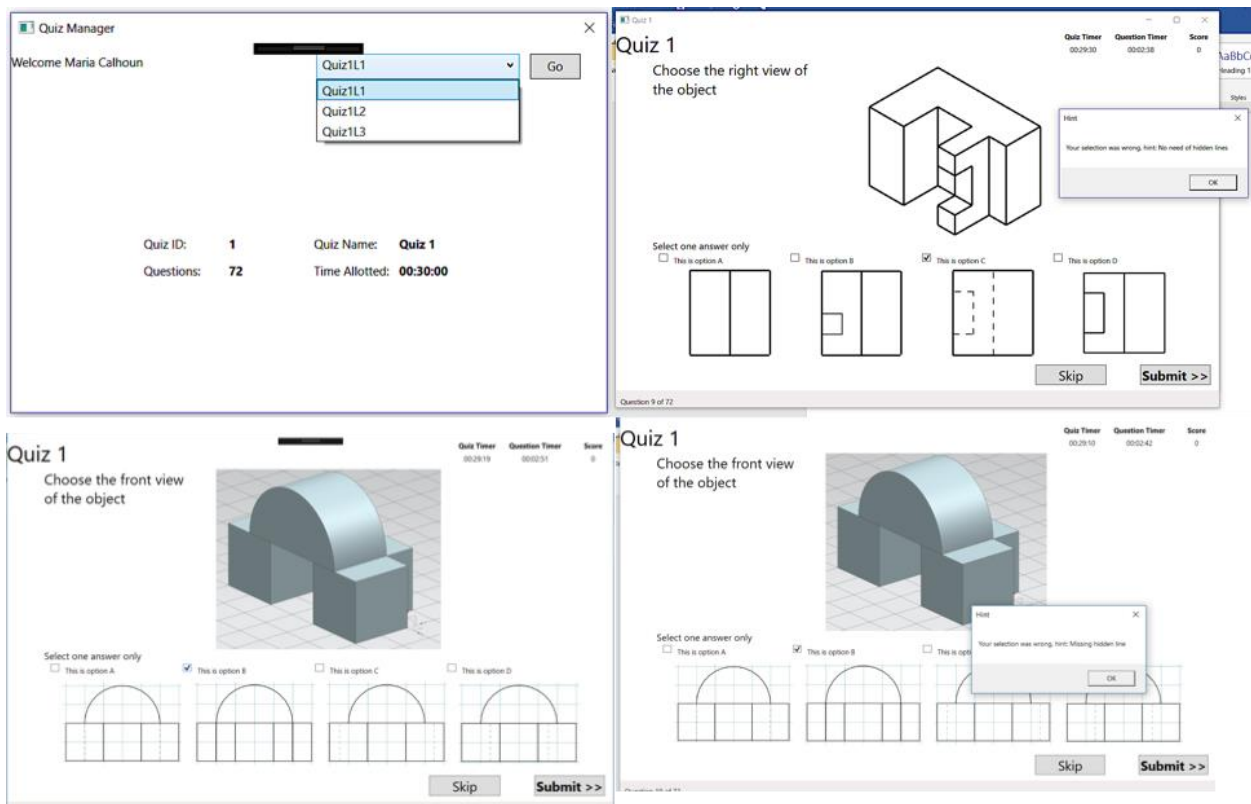 Quiz Manager
Welcome Maria Calhoun
Quiz1L1
Go
Quiz1L1
Quiz1L2
Quiz1L3
Quiz ID: 1 Quiz Name: Quiz 1
Questions: 72 Time Allotted: 00:30:00
Quiz 1
Quiz 1
Quiz Timer Question Timer Score
00:29:30 00:02:38 0
Choose the right view of
the object
AaBbC
Heading 1
Styles
Hint
Your selection was wrong, hint: No need of hidden lines
OK
Select one answer only
This is option A This is option B This is option C This is option D
Skip Submit >>
Question 9 of 72
Quiz 1
Quiz Timer Question Timer Score
00:29:19 00:02:51 0
Choose the front view
of the object
Select one answer only
This is option A This is option B This is option C This is option D
Skip Submit >>
Quiz 1
Quiz Timer Question Timer Score
00:29:10 00:02:42 0
Choose the front view
of the object
Hint
Your selection was wrong, hint: Missing hidden line
OK
Select one answer only
This is option A This is option B This is opti
Skip Submit >>